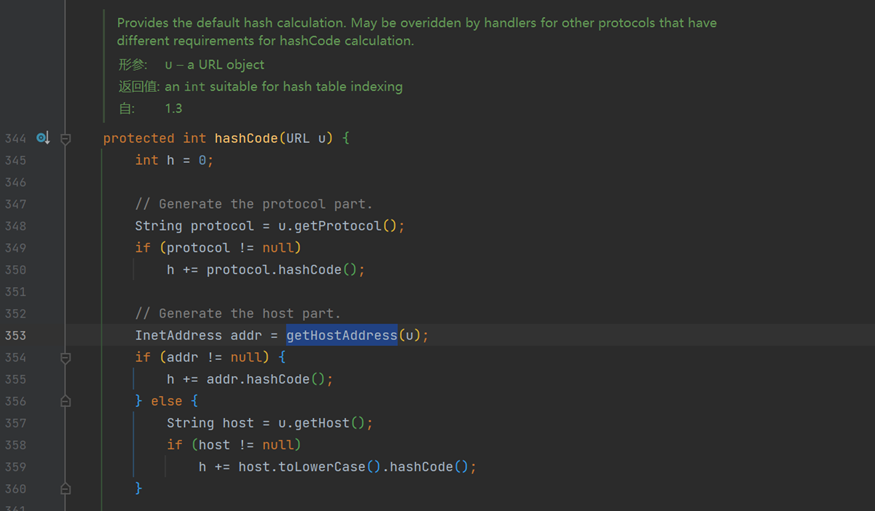 Provides the default hash calculation. May be overidden by handlers for other protocols that have
different requirements for hashCode calculation.
形参: u – a URL object
返回值: an int suitable for hash table indexing
自: 1.3
344 protected int hashCode(URL u) {
345 int h = 0;
346
347 // Generate the protocol part.
348 String protocol = u.getProtocol();
349 if (protocol != null)
350 h += protocol.hashCode();
351
352 // Generate the host part.
353 InetAddress addr = getHostAddress(u);
354 if (addr != null) {
355 h += addr.hashCode();
356 } else {
357 String host = u.getHost();
358 if (host != null)
359 h += host.toLowerCase().hashCode();
360 }
361